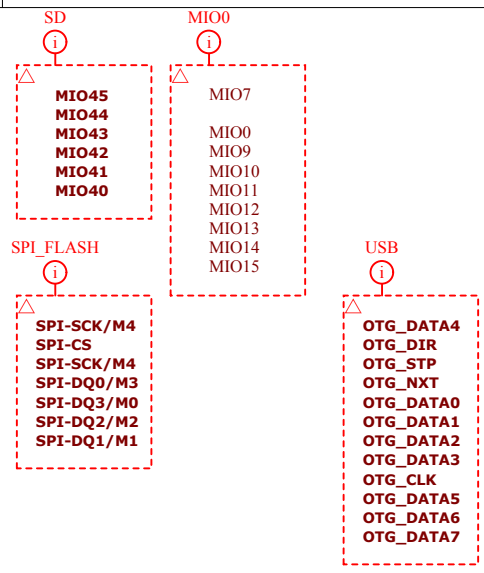 SD
i
MIO45
MIO44
MIO43
MIO42
MIO41
MIO40
MIO0
i
MIO7
MIO0
MIO9
MIO10
MIO11
MIO12
MIO13
MIO14
MIO15
SPI_FLASH
i
SPI-SCK/M4
SPI-CS
SPI-SCK/M4
SPI-DQ0/M3
SPI-DQ3/M0
SPI-DQ2/M2
SPI-DQ1/M1
USB
i
OTG_DATA4
OTG_DIR
OTG_STP
OTG_NXT
OTG_DATA0
OTG_DATA1
OTG_DATA2
OTG_DATA3
OTG_CLK
OTG_DATA5
OTG_DATA6
OTG_DATA7